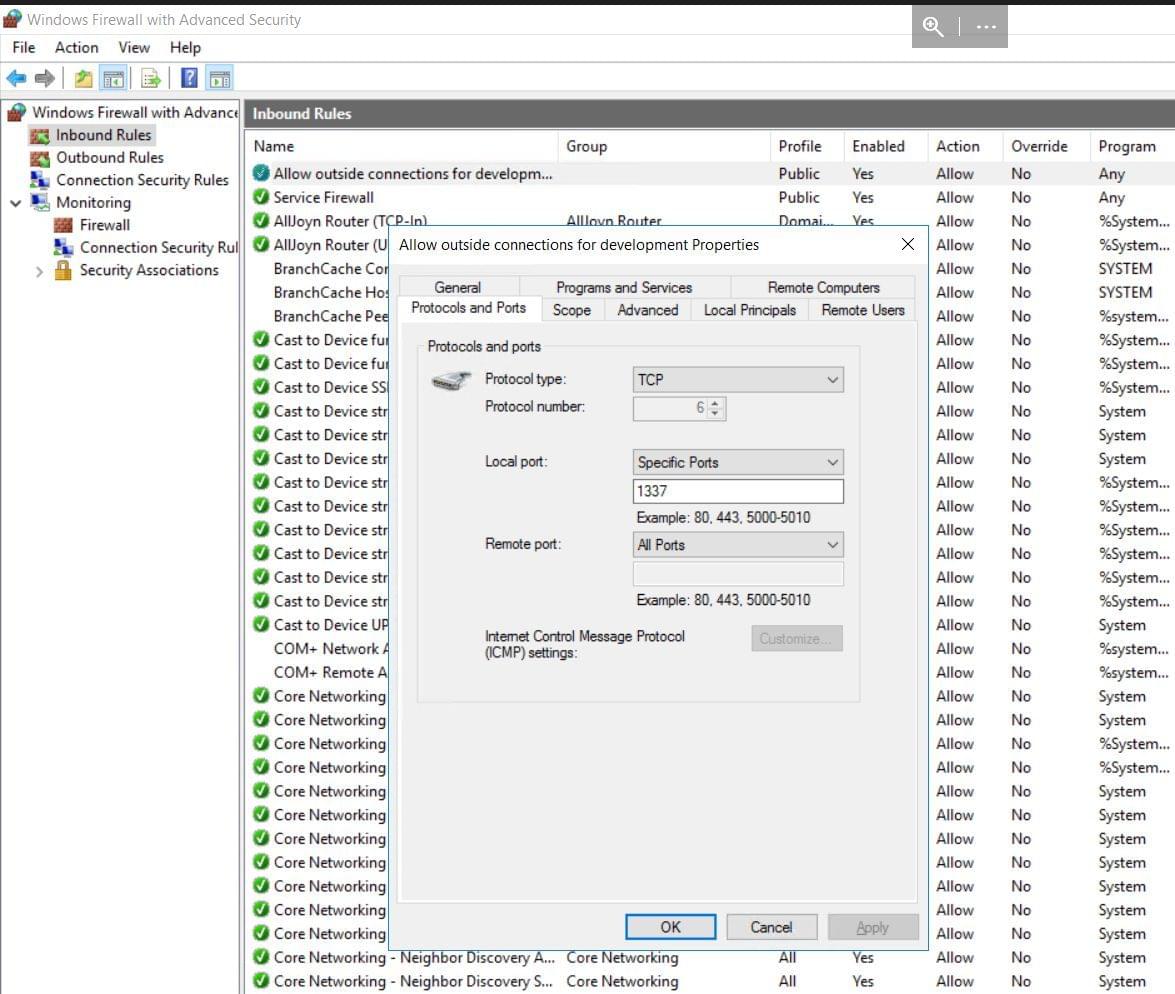 Windows Firewall with Advanced Security
File Action View Help
Windows Firewall with Advance
Inbound Rules
Outbound Rules
Connection Security Rules
Monitoring
Firewall
Connection Security Rul
Security Associations
Inbound Rules
Name Group Profile Enabled Action Override Program
Allow outside connections for developm... Public Yes Allow No Any
Service Firewall Public Yes Allow No Any
AllJoyn Router (TCP-In) AllJoyn Router Domai... Yes Allow No %System...
AllJoyn Router (U Allow No %System...
BranchCache Con Allow No SYSTEM
BranchCache Hos Allow No SYSTEM
BranchCache Pee Allow No %system...
Cast to Device fun Allow No %System...
Cast to Device fun Allow No %System...
Cast to Device SSI Allow No %System...
Cast to Device str Allow No System
Cast to Device str Allow No System
Cast to Device str Allow No System
Cast to Device str Allow No %System...
Cast to Device str Allow No %System...
Cast to Device str Allow No %System...
Cast to Device str Allow No %System...
Cast to Device str Allow No %System...
Cast to Device str Allow No %System...
Cast to Device UP Allow No System
COM+ Network A Allow No %system...
COM+ Remote A Allow No %system...
Core Networking Allow No System
Core Networking Allow No System
Core Networking Allow No %System...
Core Networking Allow No %System...
Core Networking Allow No System
Core Networking Allow No System
Core Networking Allow No System
Core Networking Allow No System
Core Networking Allow No System
Core Networking Allow No System
Core Networking Allow No System
Core Networking - Neighbor Discovery A... Core Networking All Yes Allow No System
Core Networking - Neighbor Discovery S... Core Networking All Yes Allow No System
Allow outside connections for development Properties
General Programs and Services Remote Computers
Protocols and Ports Scope Advanced Local Principals Remote Users
Protocols and ports
Protocol type: TCP
Protocol number: 6
Local port: Specific Ports
1337
Example: 80, 443, 5000-5010
Remote port: All Ports
Example: 80, 443, 5000-5010
Internet Control Message Protocol
(ICMP) settings: Customize...
OK Cancel Apply